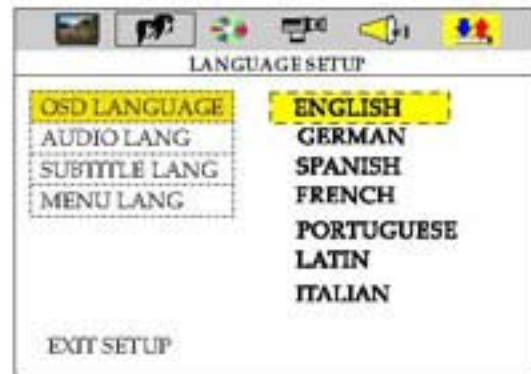 LANGUAGE SETUP
OSD LANGUAGE
AUDIO LANG
SUBTITLE LANG
MENU LANG
ENGLISH
GERMAN
SPANISH
FRENCH
PORTUGUESE
LATIN
ITALIAN
EXIT SETUP